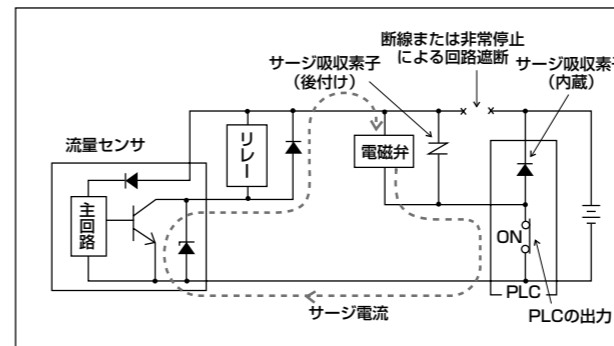 断線または非常停止
による回路遮断
サージ吸収素子
(後付け)
サージ吸収素子
(内蔵)
流量センサ
リレー
電磁弁
主回路
ON
PLC
PLCの出力
サージ電流